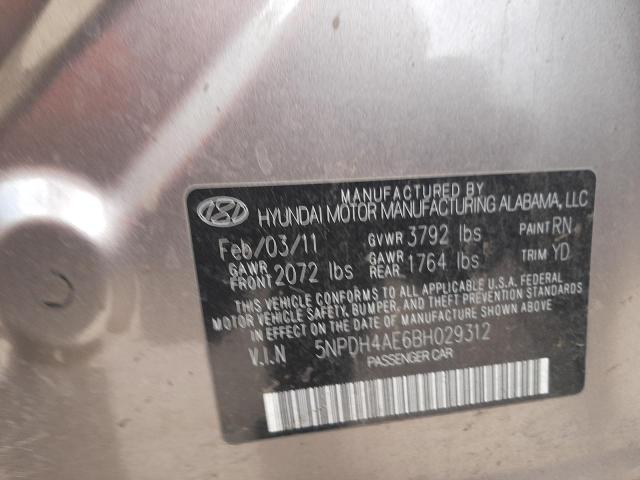 MANUFACTURED BY
HYUNDAI MOTOR MANUFACTURING ALABAMA, LLC
Feb/03/11 GVWR 3792 lbs PAINT RN
GAWR FRONT 2072 lbs GAWR REAR 1764 lbs TRIM YD
THIS VEHICLE CONFORMS TO ALL APPLICABLE U.S.A. FEDERAL
MOTOR VEHICLE SAFETY, BUMPER, AND THEFT PREVENTION STANDARDS
IN EFFECT ON THE DATE OF MANUFACTURE SHOWN ABOVE
V.I.N 5NPDH4AE6BH029312
PASSENGER CAR